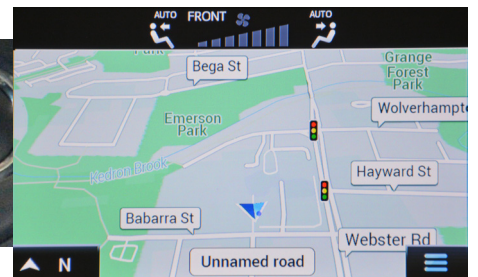 AUTO FRONT AUTO
Park
Bega St
Grange
Forest
Park
Wolverhampt
Emerson
Park
Kedron Brook
Hayward St
Babarra St
Webster Rd
N
Unnamed road